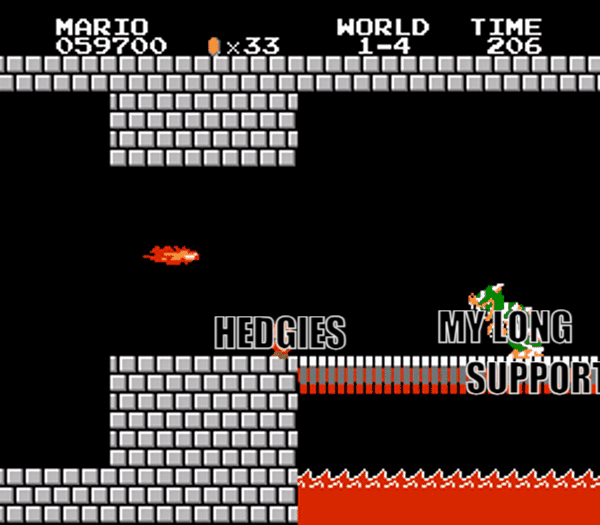 MARIO WORLD TIME
059700 ×33 1-4 206
HEDGIES
MY LONG
SUPPORT